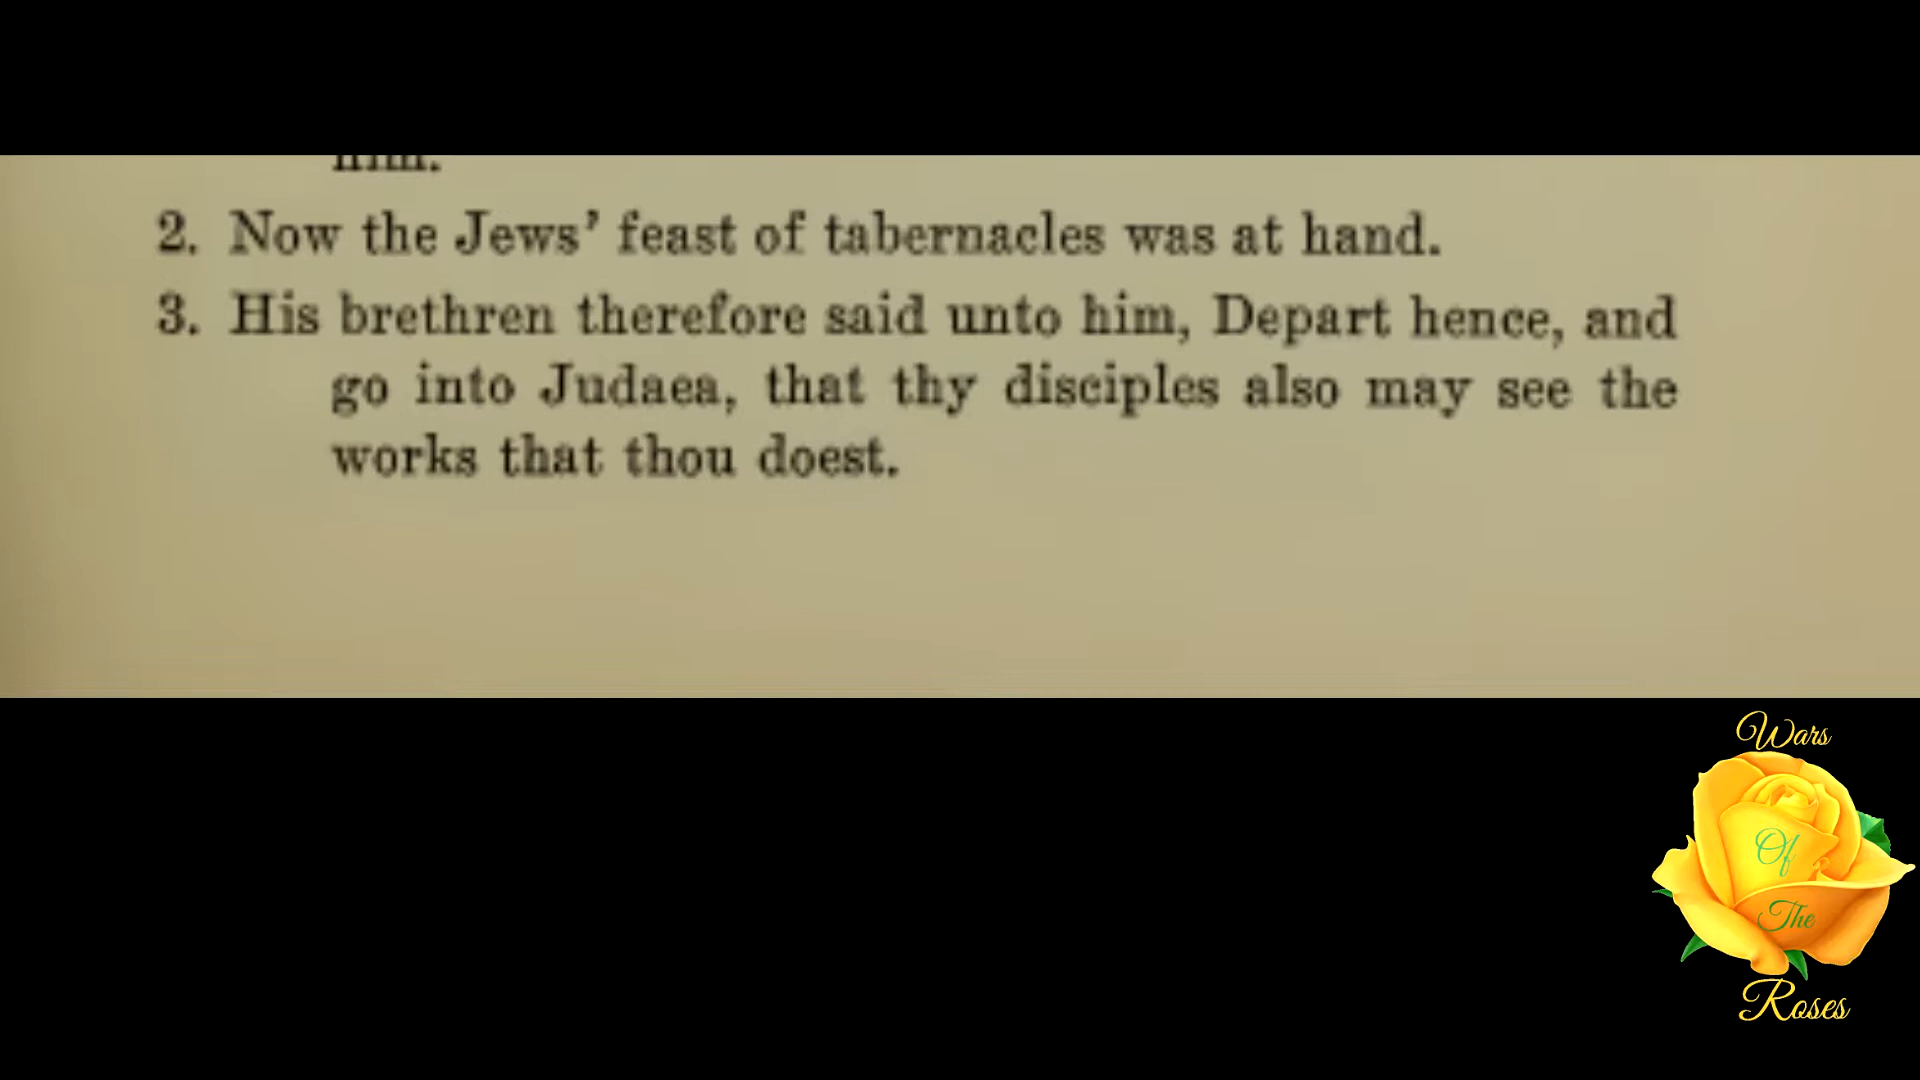 him.
2. Now the Jews' feast of tabernacles was at hand.
3. His brethren therefore said unto him, Depart hence, and
go into Judaea, that thy disciples also may see the
works that thou doest.
Wars
Of
The
Roses